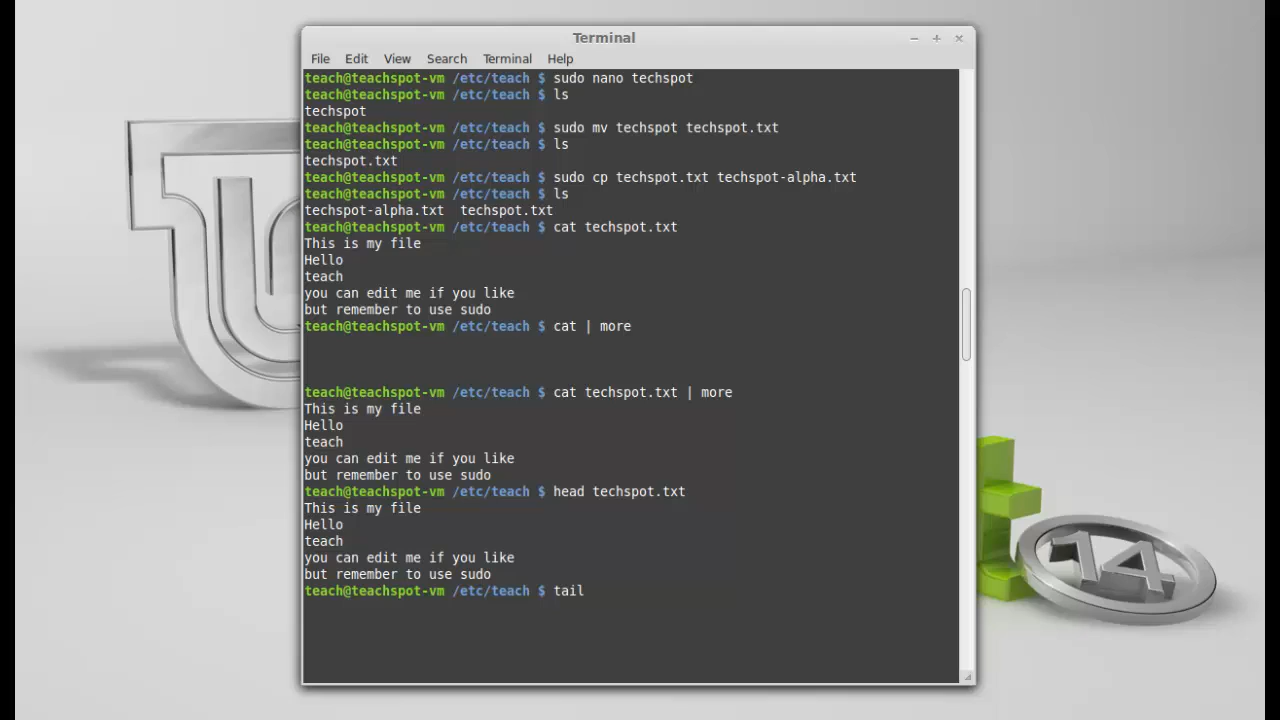 Terminal
File Edit View Search Terminal Help
teach@teachspot-vm /etc/teach $ sudo nano techspot
teach@teachspot-vm /etc/teach $ ls
techspot
teach@teachspot-vm /etc/teach $ sudo mv techspot techspot.txt
teach@teachspot-vm /etc/teach $ ls
techspot.txt
teach@teachspot-vm /etc/teach $ sudo cp techspot.txt techspot-alpha.txt
teach@teachspot-vm /etc/teach $ ls
techspot-alpha.txt  techspot.txt
teach@teachspot-vm /etc/teach $ cat techspot.txt
This is my file
Hello
teach
you can edit me if you like
but remember to use sudo
teach@teachspot-vm /etc/teach $ cat | more
teach@teachspot-vm /etc/teach $ cat techspot.txt | more
This is my file
Hello
teach
you can edit me if you like
but remember to use sudo
teach@teachspot-vm /etc/teach $ head techspot.txt
This is my file
Hello
teach
you can edit me if you like
but remember to use sudo
teach@teachspot-vm /etc/teach $ tail
14